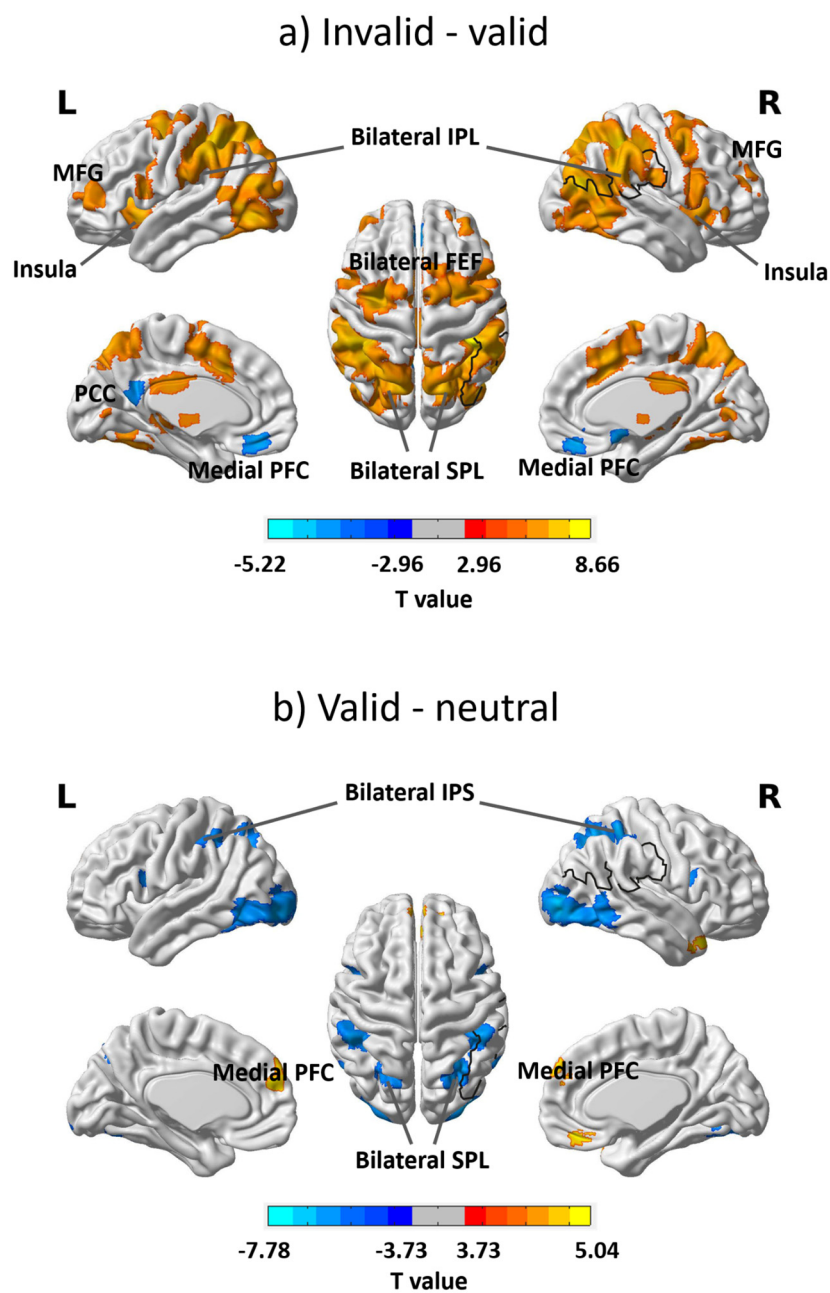 a) Invalid - valid
L
R
Bilateral IPL
MFG
MFG
Insula
Bilateral FEF
Insula
PCC
Medial PFC
Bilateral SPL
Medial PFC
-5.22
-2.96
2.96
8.66
T value
b) Valid - neutral
L
R
Bilateral IPS
Medial PFC
Medial PFC
Bilateral SPL
-7.78
-3.73
3.73
5.04
T value